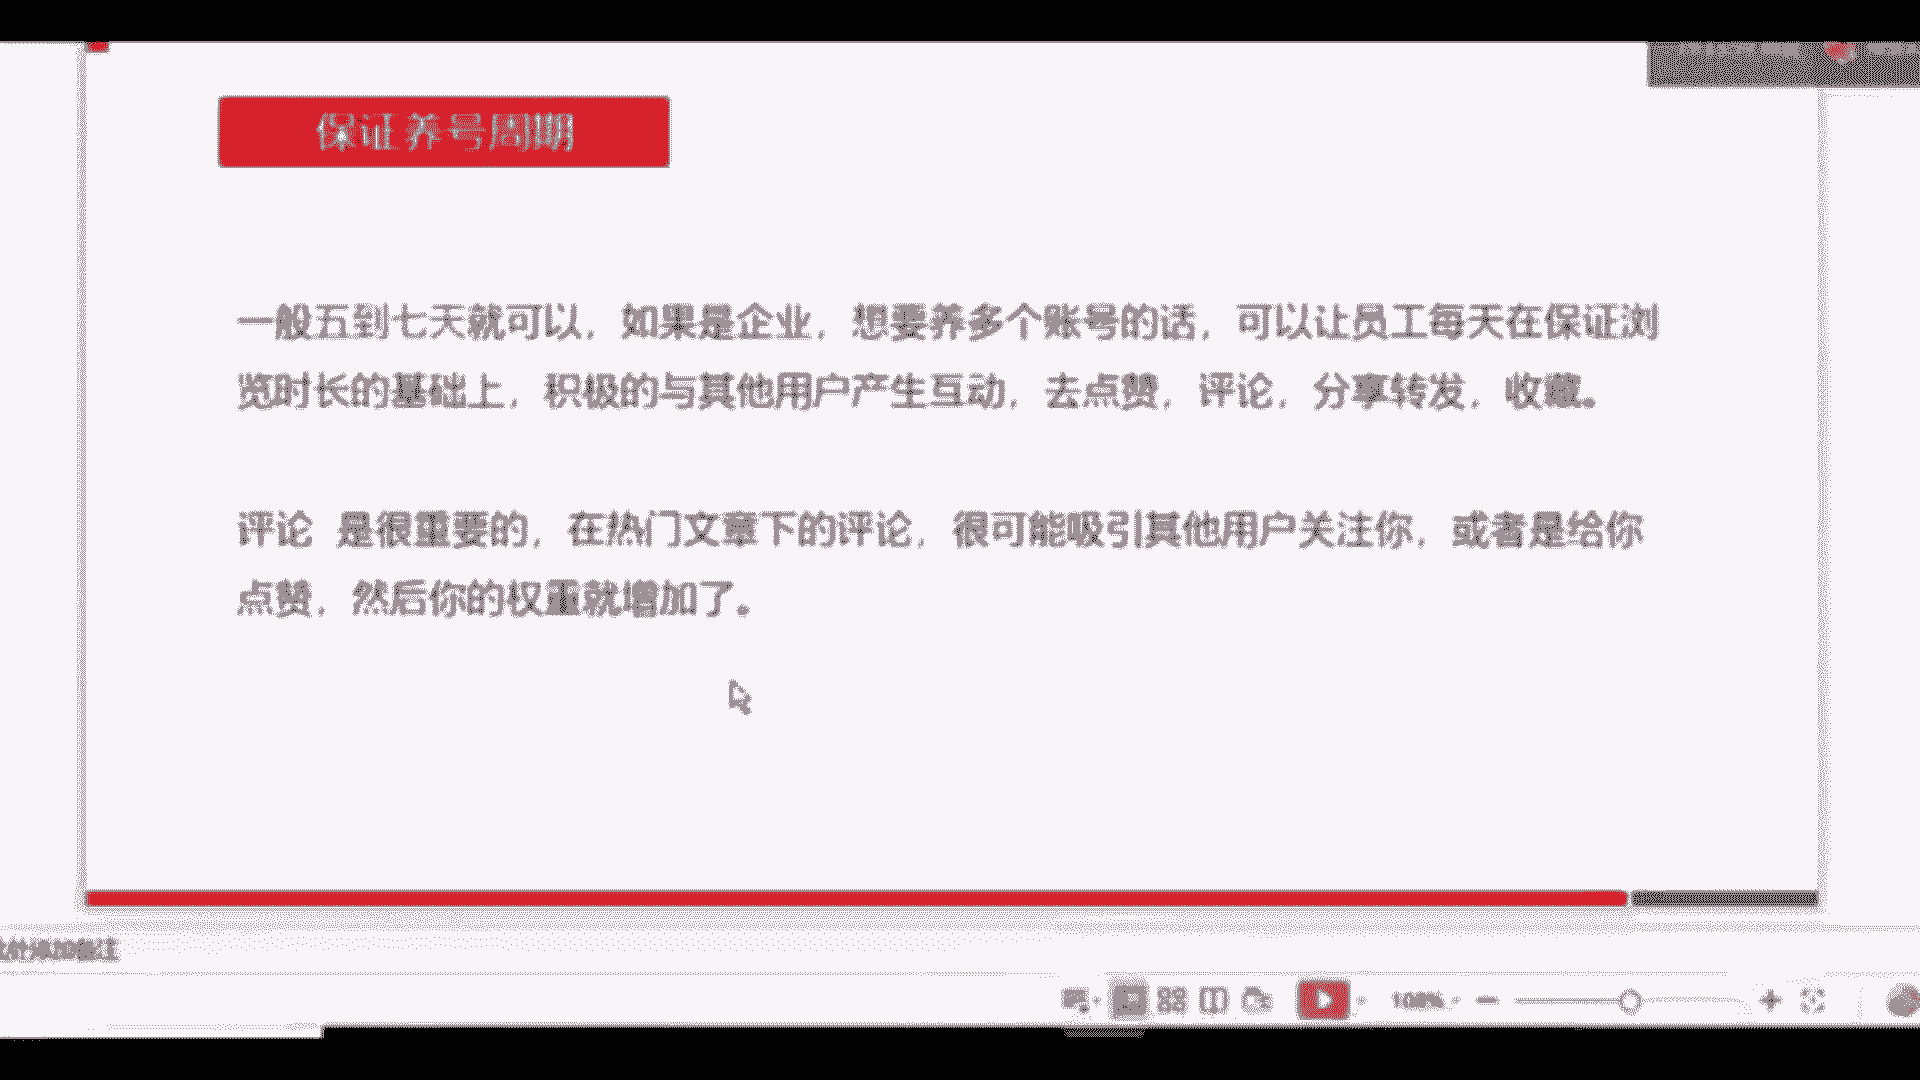 保证养号周期
一般五到七天就可以，如果是企业，想要养多个账号的话，可以让员工每天在保证浏
览时长的基础上，积极的与其他用户产生互动，去点赞，评论，分享转发，收藏。
评论 是很重要的，在热门文章下的评论，很可能吸引其他用户关注你，或者是给你
点赞，然后你的权重就增加了。
添加备注
108%